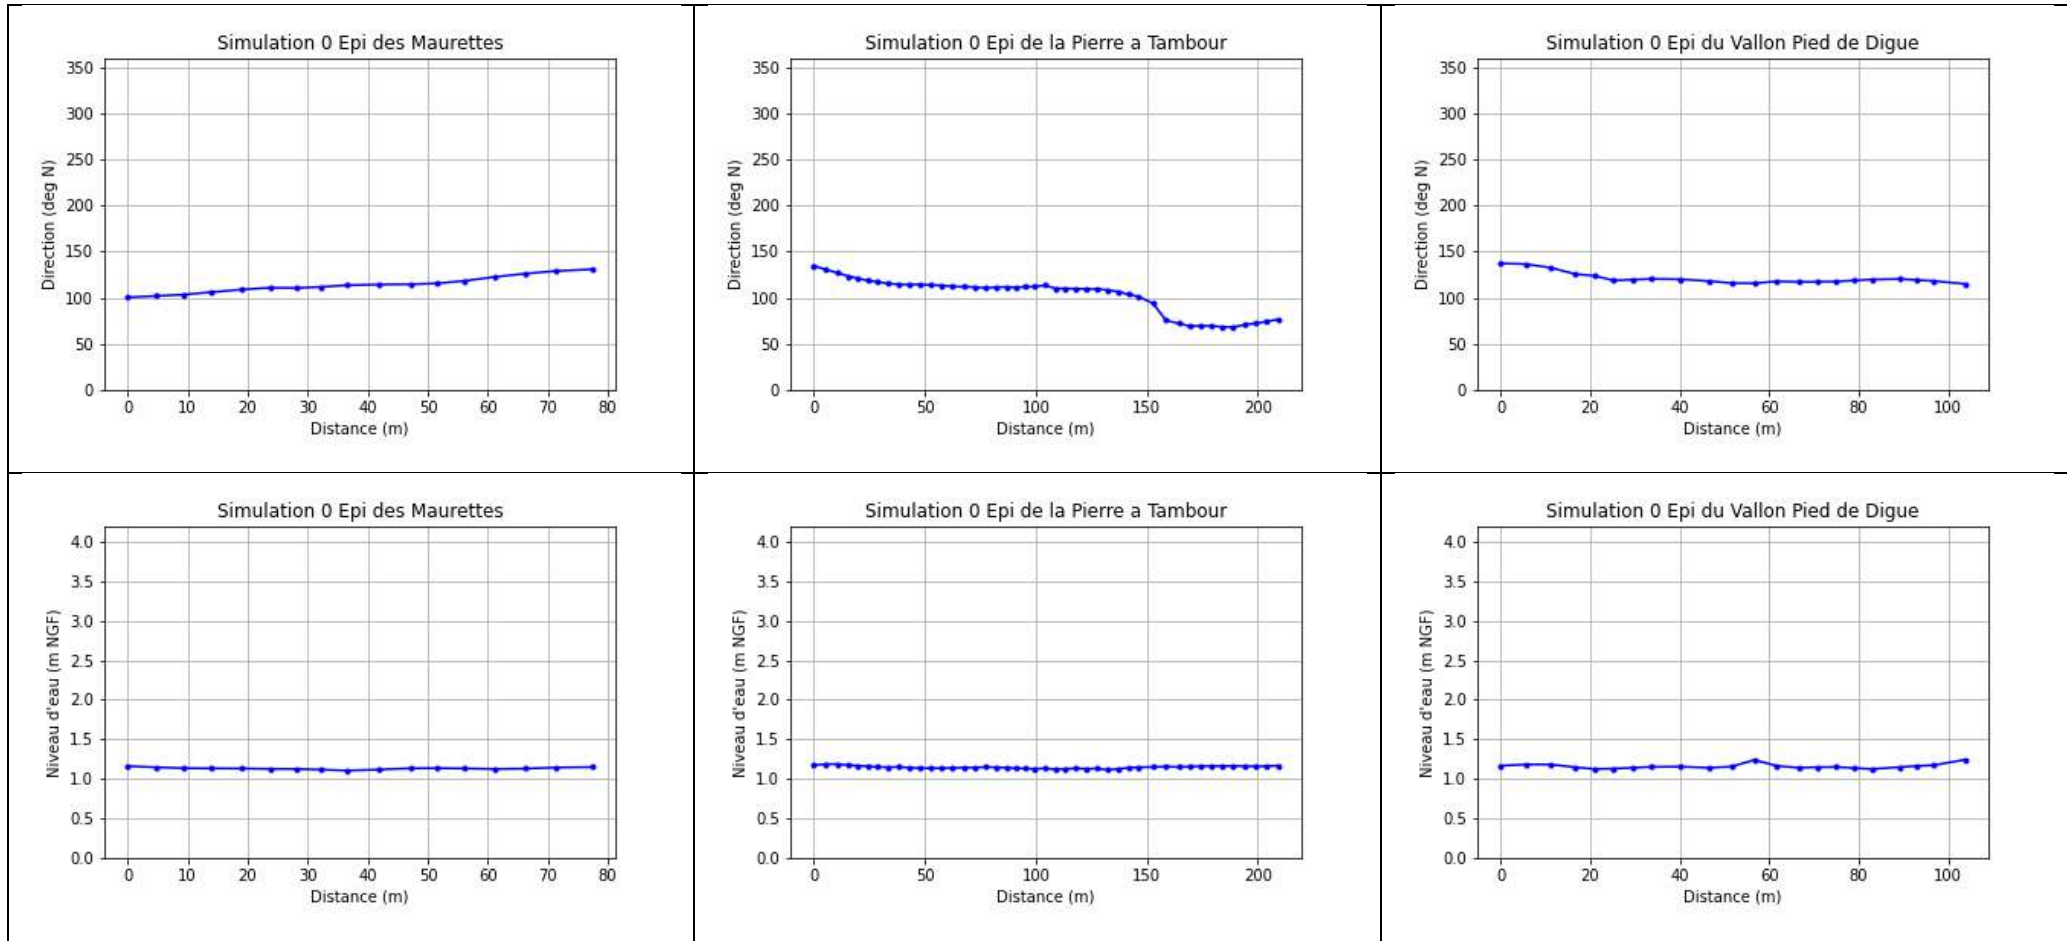 Simulation 0 Epi des Maurettes
350
300
250
200
150
100
50
0
Direction (deg N)
0 10 20 30 40 50 60 70 80
Distance (m)
Simulation 0 Epi de la Pierre a Tambour
350
300
250
200
150
100
50
0
Direction (deg N)
0 50 100 150 200
Distance (m)
Simulation 0 Epi du Vallon Pied de Digue
350
300
250
200
150
100
50
0
Direction (deg N)
0 20 40 60 80 100
Distance (m)
Simulation 0 Epi des Maurettes
4.0
3.5
3.0
2.5
2.0
1.5
1.0
0.5
0.0
Niveau d'eau (m NGF)
0 10 20 30 40 50 60 70 80
Distance (m)
Simulation 0 Epi de la Pierre a Tambour
4.0
3.5
3.0
2.5
2.0
1.5
1.0
0.5
0.0
Niveau d'eau (m NGF)
0 50 100 150 200
Distance (m)
Simulation 0 Epi du Vallon Pied de Digue
4.0
3.5
3.0
2.5
2.0
1.5
1.0
0.5
0.0
Niveau d'eau (m NGF)
0 20 40 60 80 100
Distance (m)